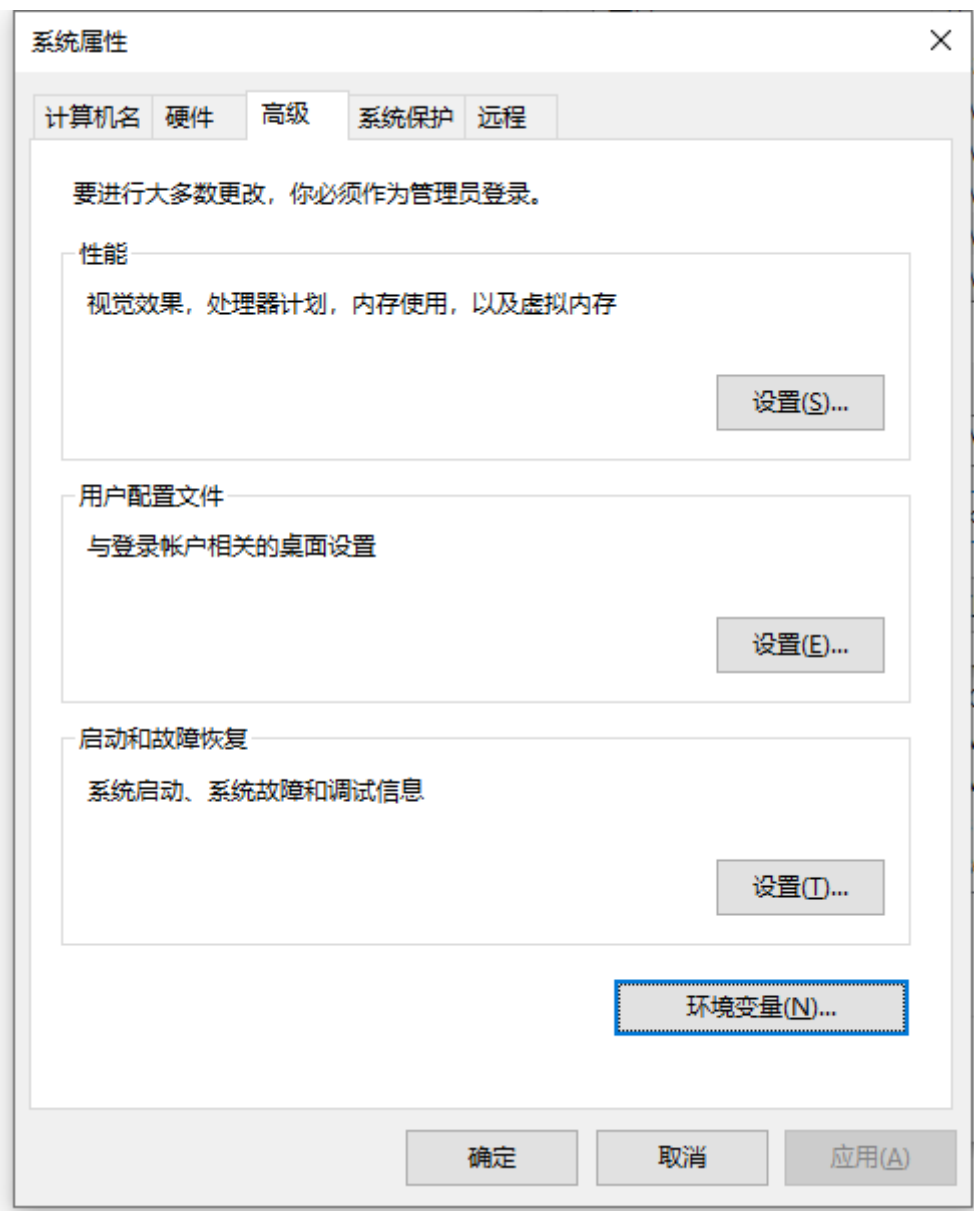 系统属性
计算机名 硬件 高级 系统保护 远程
要进行大多数更改，你必须作为管理员登录。
性能
视觉效果，处理器计划，内存使用，以及虚拟内存
设置(S)...
用户配置文件
与登录帐户相关的桌面设置
设置(E)...
启动和故障恢复
系统启动、系统故障和调试信息
设置(T)...
环境变量(N)...
确定 取消 应用(A)